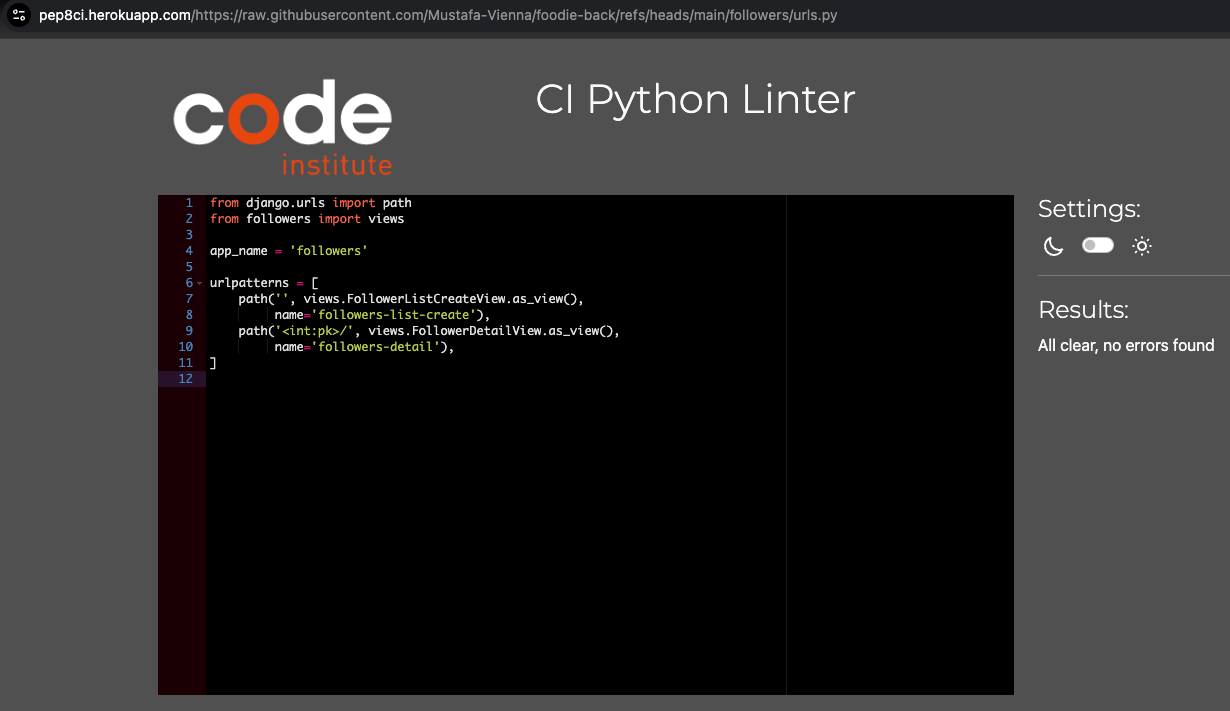 pep8ci.herokuapp.com/https://raw.githubusercontent.com/Mustafa-Vienna/foodie-back/refs/heads/main/followers/urls.py
code
institute
CI Python Linter
1 from django.urls import path
2 from followers import views
3
4 app_name = 'followers'
5
6 urlpatterns = [
7     path('', views.FollowerListCreateView.as_view(),
8          name='followers-list-create'),
9     path('<int:pk>/', views.FollowerDetailView.as_view(),
10          name='followers-detail'),
11 ]
12
Settings:
Results:
All clear, no errors found